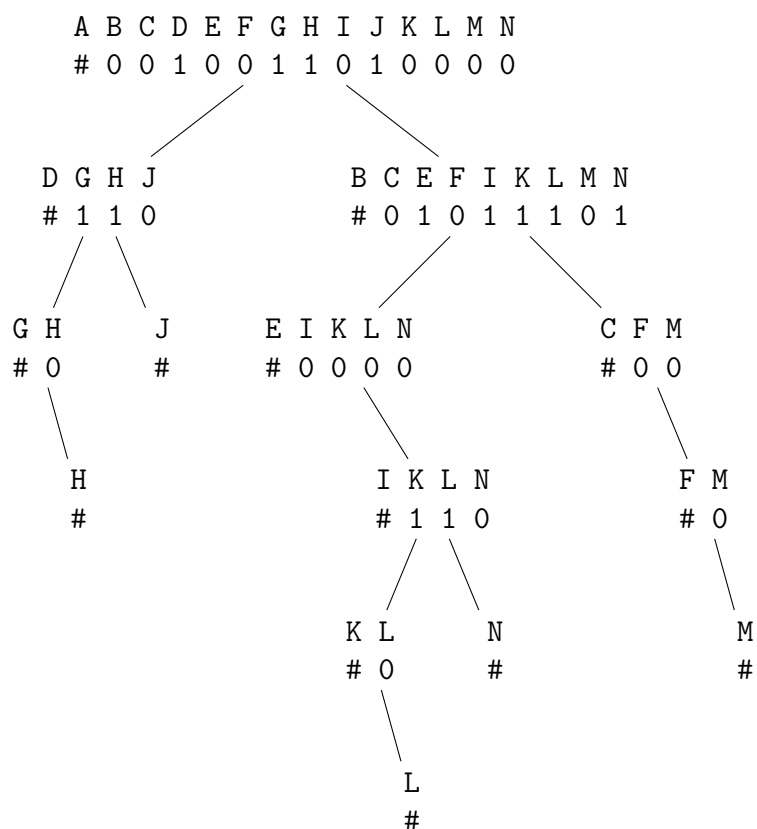 A B C D E F G H I J K L M N
# 0 0 1 0 0 1 1 0 1 0 0 0 0
D G H J
# 1 1 0
B C E F I K L M N
# 0 1 0 1 1 1 0 1
G H
# 0
J
#
E I K L N
# 0 0 0 0
C F M
# 0 0
H
#
I K L N
# 1 1 0
F M
# 0
K L
# 0
N
#
M
#
L
#